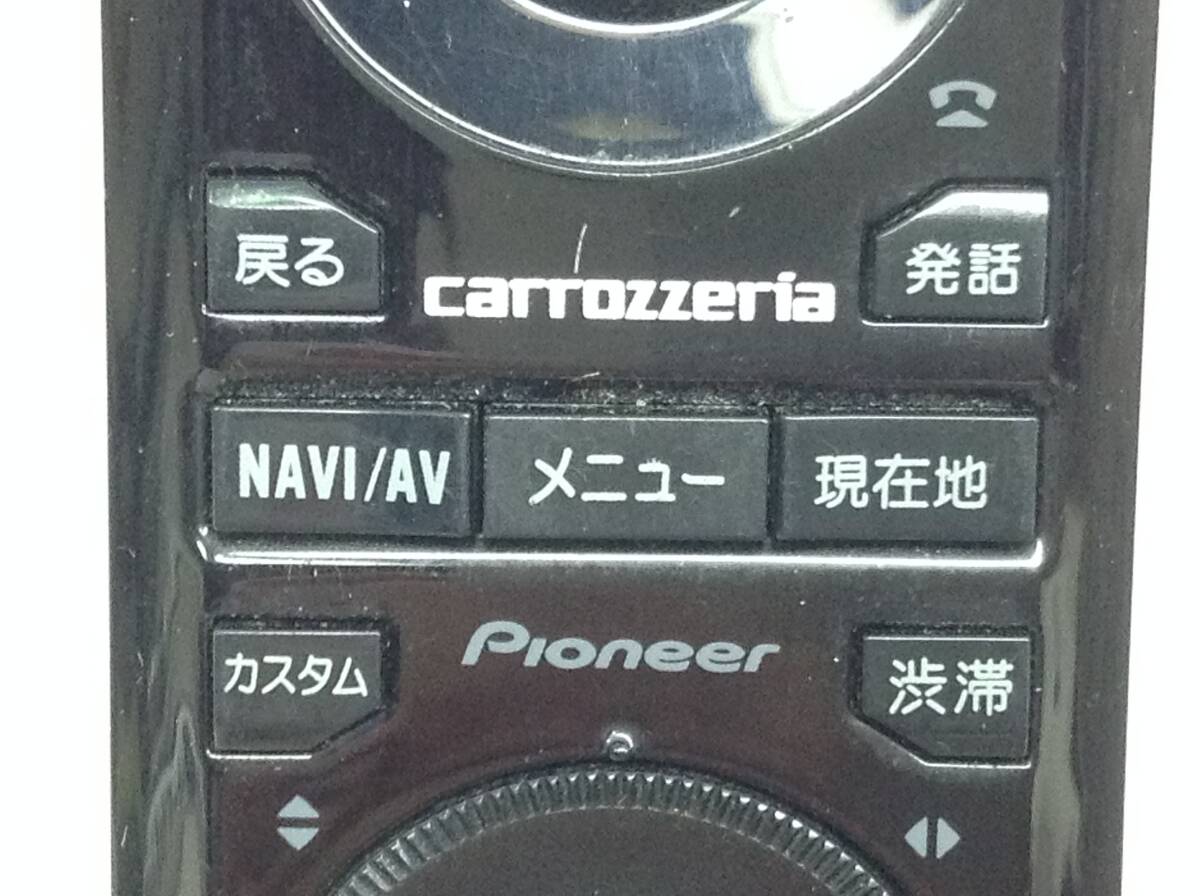 戻る
発話
carrozzeria
NAVI/AV メニュー 現在地
Pioneer
カスタム
渋滞